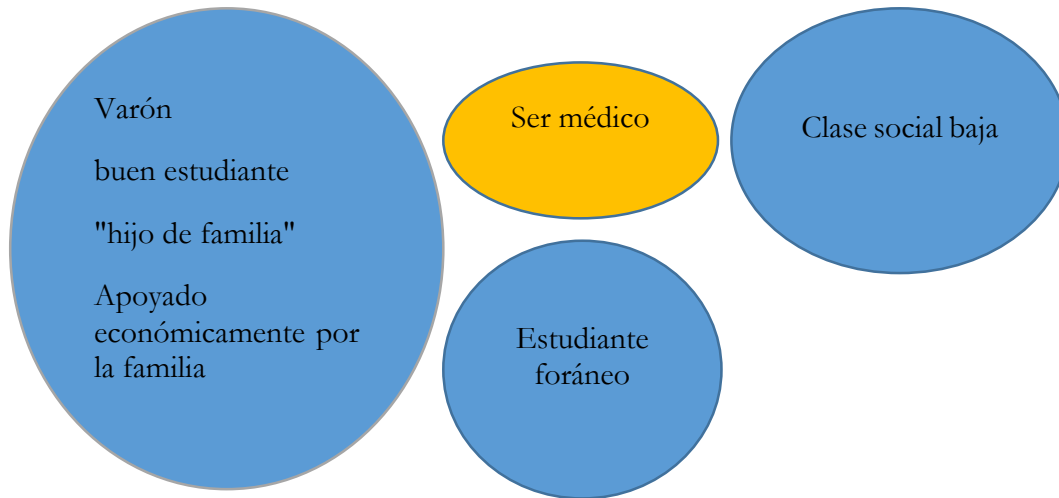 Varón
buen estudiante
"hijo de familia"
Apoyado
económicamente por
la familia
Ser médico
Estudiante
foráneo
Clase social baja